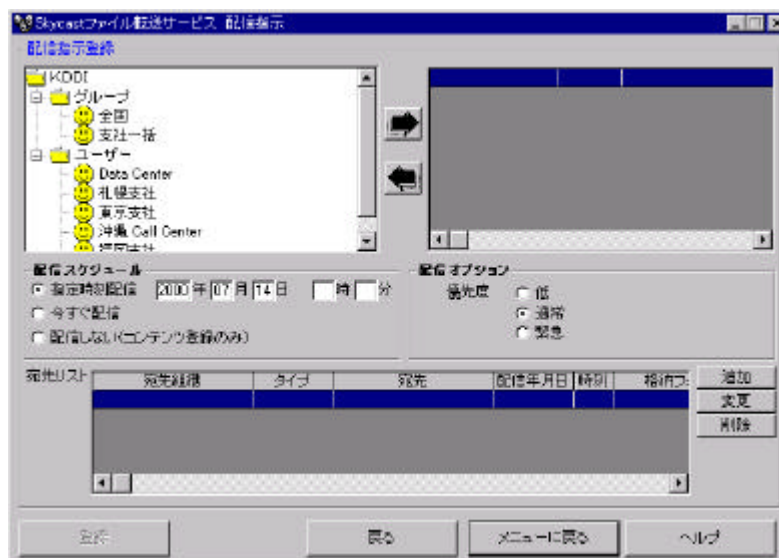 Skycastファイル転送サービス 配信指示
配信指示登録
KDDI
グループ
全国
支社一括
ユーザー
Data Center
札幌支社
東京支社
沖縄 Call Center
福岡支社
配信スケジュール
指定時刻配信 2000 年 07 月 14 日 時 分
今すぐ配信
配信しない(コンテンツ登録のみ)
配信オプション
優先度 低
通常
緊急
宛先リスト
宛先組織 タイプ 宛先 配信年月日 時刻 格納フ
追加
変更
削除
登録 戻る メニューに戻る ヘルプ